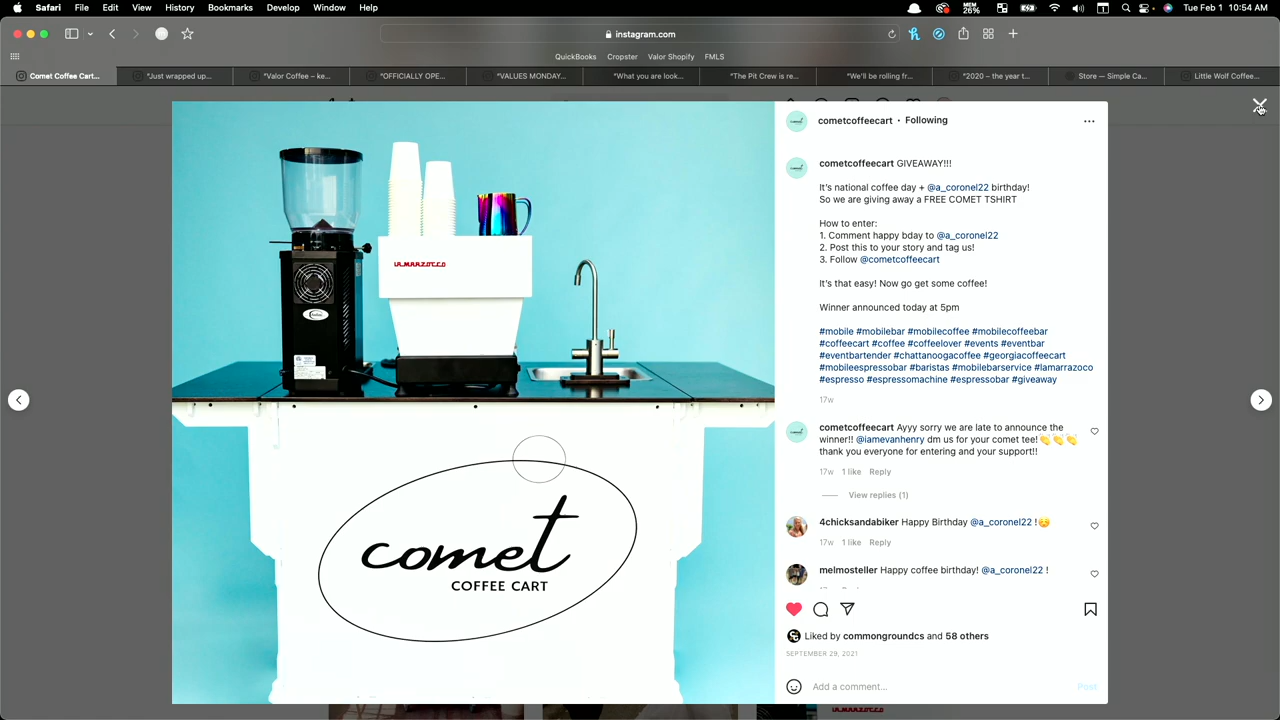 Safari File Edit View History Bookmarks Develop Window Help
MEM 26%
Tue Feb 1 10:54 AM
instagram.com
QuickBooks Cropster Valor Shopify FMLS
Comet Coffee Cart...
"Just wrapped up...
"Valor Coffee – ke...
"OFFICIALLY OPE...
"VALUES MONDAY...
"What you are look...
"The Pit Crew is re...
"We'll be rolling fr...
"2020 – the year t...
Store — Simple Ca...
Little Wolf Coffee...
cometcoffeecart • Following
cometcoffeecart GIVEAWAY!!!
It's national coffee day + @a_coronel22 birthday!
So we are giving away a FREE COMET TSHIRT
How to enter:
1. Comment happy bday to @a_coronel22
2. Post this to your story and tag us!
3. Follow @cometcoffeecart
It's that easy! Now go get some coffee!
Winner announced today at 5pm
#mobile #mobilebar #mobilecoffee #mobilecoffeebar
#coffeecart #coffee #coffeelover #events #eventbar
#eventbartender #chattanoogacoffee #georgiacoffeecart
#mobileespressobar #baristas #mobilebarservice #lamarrazoco
#espresso #espressomachine #espressobar #giveaway
17w
cometcoffeecart Ayyy sorry we are late to announce the
winner!! @iamevanhenry dm us for your comet tee!👏👏👏
thank you everyone for entering and your support!!
17w 1 like Reply
View replies (1)
4chicksandabiker Happy Birthday @a_coronel22 !😊
17w 1 like Reply
melmosteller Happy coffee birthday! @a_coronel22 !
Liked by commongroundcs and 58 others
SEPTEMBER 29, 2021
Add a comment...
Post
LA MARZOCCO
comet
COFFEE CART